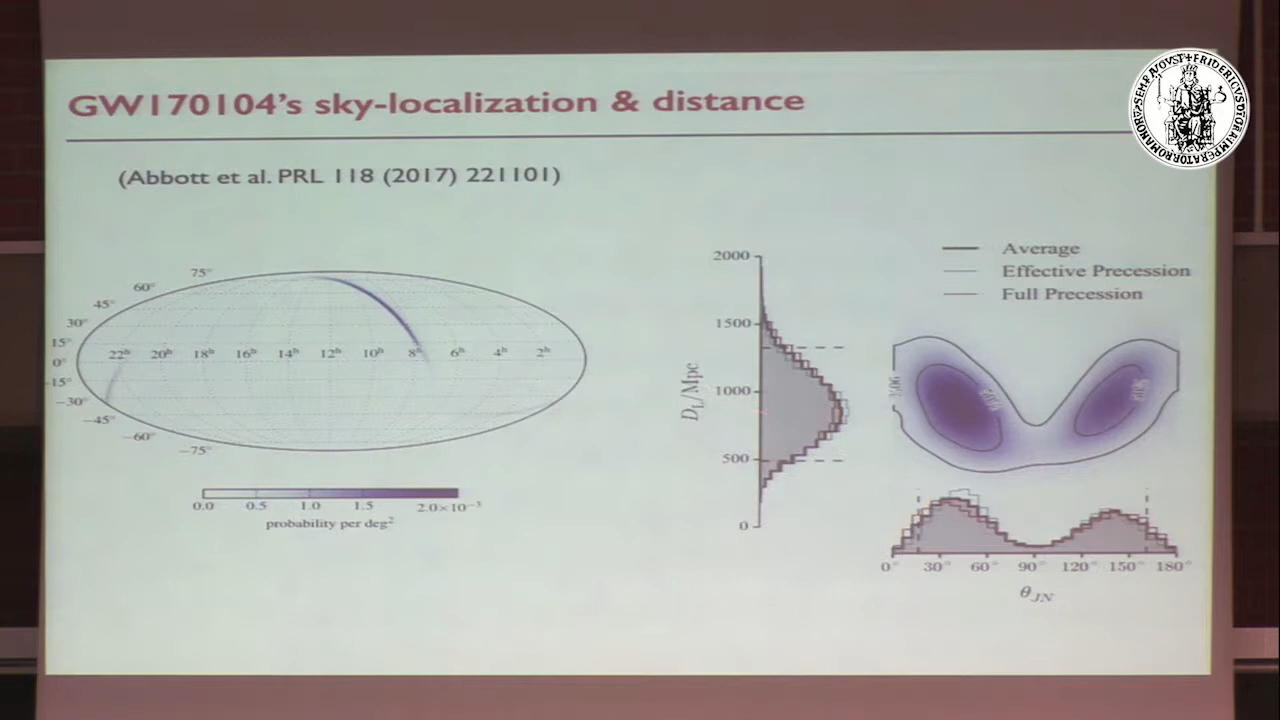 GW170104's sky-localization & distance
(Abbott et al. PRL 118 (2017) 221101)
75°
60°
45°
30°
15°
0°
-15°
-30°
-45°
-60°
-75°
22h 20h 18h 16h 14h 12h 10h 8h 6h 4h 2h
0.0 0.5 1.0 1.5 2.0×10⁻³
probability per deg²
2000
1500
1000
500
0
D_L/Mpc
Average
Effective Precession
Full Precession
0° 30° 60° 90° 120° 150° 180°
θ_JN